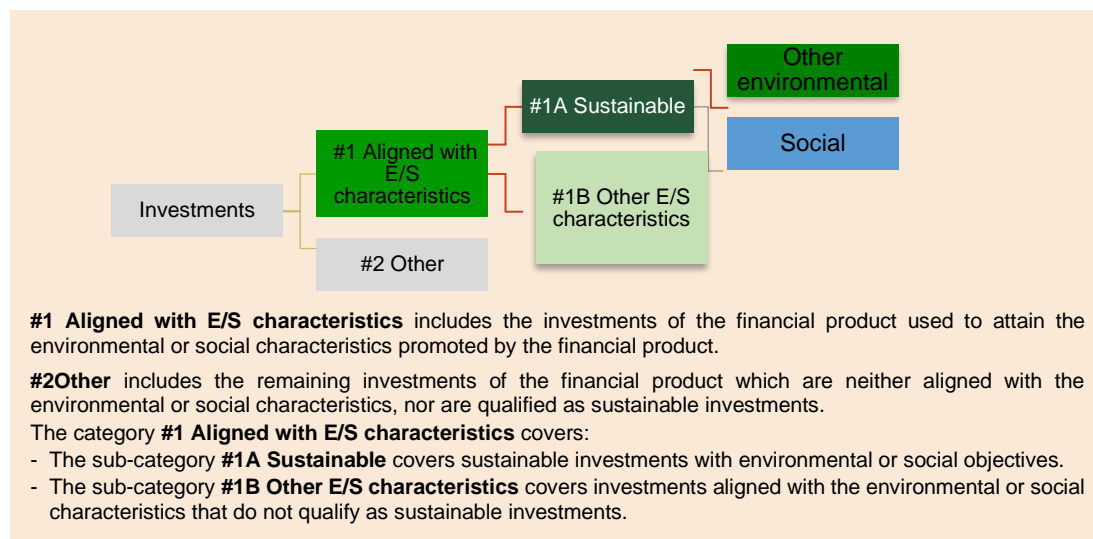 Other
environmental
#1A Sustainable
Social
#1 Aligned with
E/S
characteristics
#1B Other E/S
characteristics
Investments
#2 Other
#1 Aligned with E/S characteristics includes the investments of the financial product used to attain the
environmental or social characteristics promoted by the financial product.
#2Other includes the remaining investments of the financial product which are neither aligned with the
environmental or social characteristics, nor are qualified as sustainable investments.
The category #1 Aligned with E/S characteristics covers:
- The sub-category #1A Sustainable covers sustainable investments with environmental or social objectives.
- The sub-category #1B Other E/S characteristics covers investments aligned with the environmental or social
characteristics that do not qualify as sustainable investments.